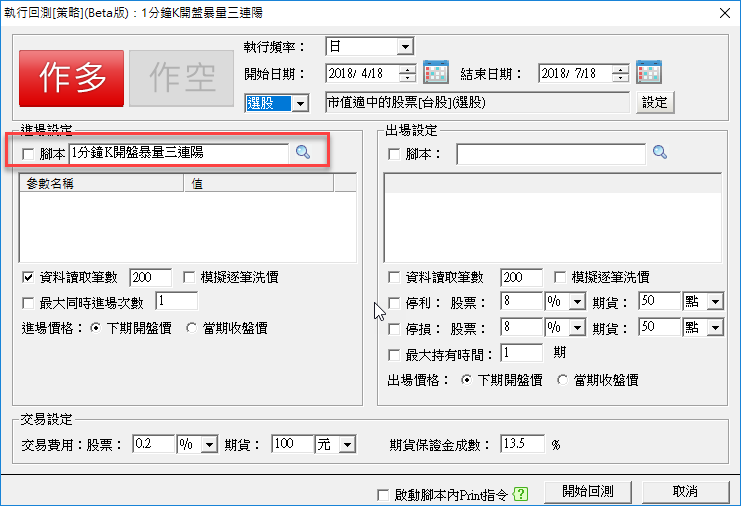 執行回測[策略](Beta版)：1分鐘K開盤暴量三連陽
作多
作空
執行頻率： 日
開始日期： 2018/ 4/18 結束日期： 2018/ 7/18
選股 市值適中的股票[台股](選股) 設定
進場設定
腳本 1分鐘K開盤暴量三連陽
參數名稱 值
資料讀取筆數 200 模擬逐筆洗價
最大同時進場次數 1
進場價格： 下期開盤價 當期收盤價
出場設定
腳本：
資料讀取筆數 200 模擬逐筆洗價
停利： 股票： 8 % 期貨： 50 點
停損： 股票： 8 % 期貨： 50 點
最大持有時間： 1 期
出場價格： 下期開盤價 當期收盤價
交易設定
交易費用：股票： 0.2 % 期貨： 100 元 期貨保證金成數： 13.5 %
啟動腳本內Print指令 ? 開始回測 取消